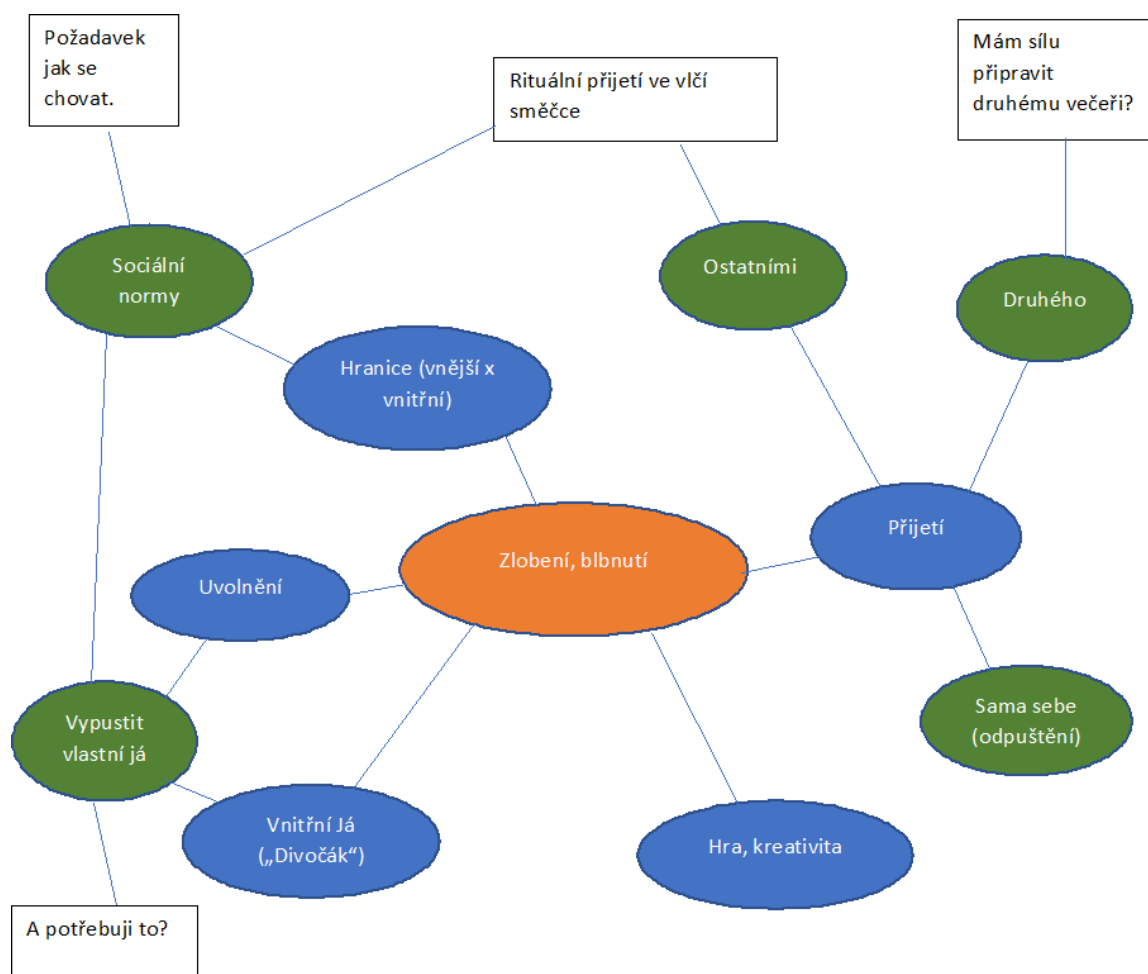 Požadavek
jak se
chovat.
Rituální přijetí ve vlčí
směčce
Mám sílu
připravit
druhému večeři?
Sociální
normy
Ostatními
Druhého
Hranice (vnější x
vnitřní)
Zlobení, blbnutí
Přijetí
Uvolnění
Vypustit
vlastní já
Sama sebe
(odpuštění)
Vnitřní Já
(„Divočák“)
Hra, kreativita
A potřebuji to?